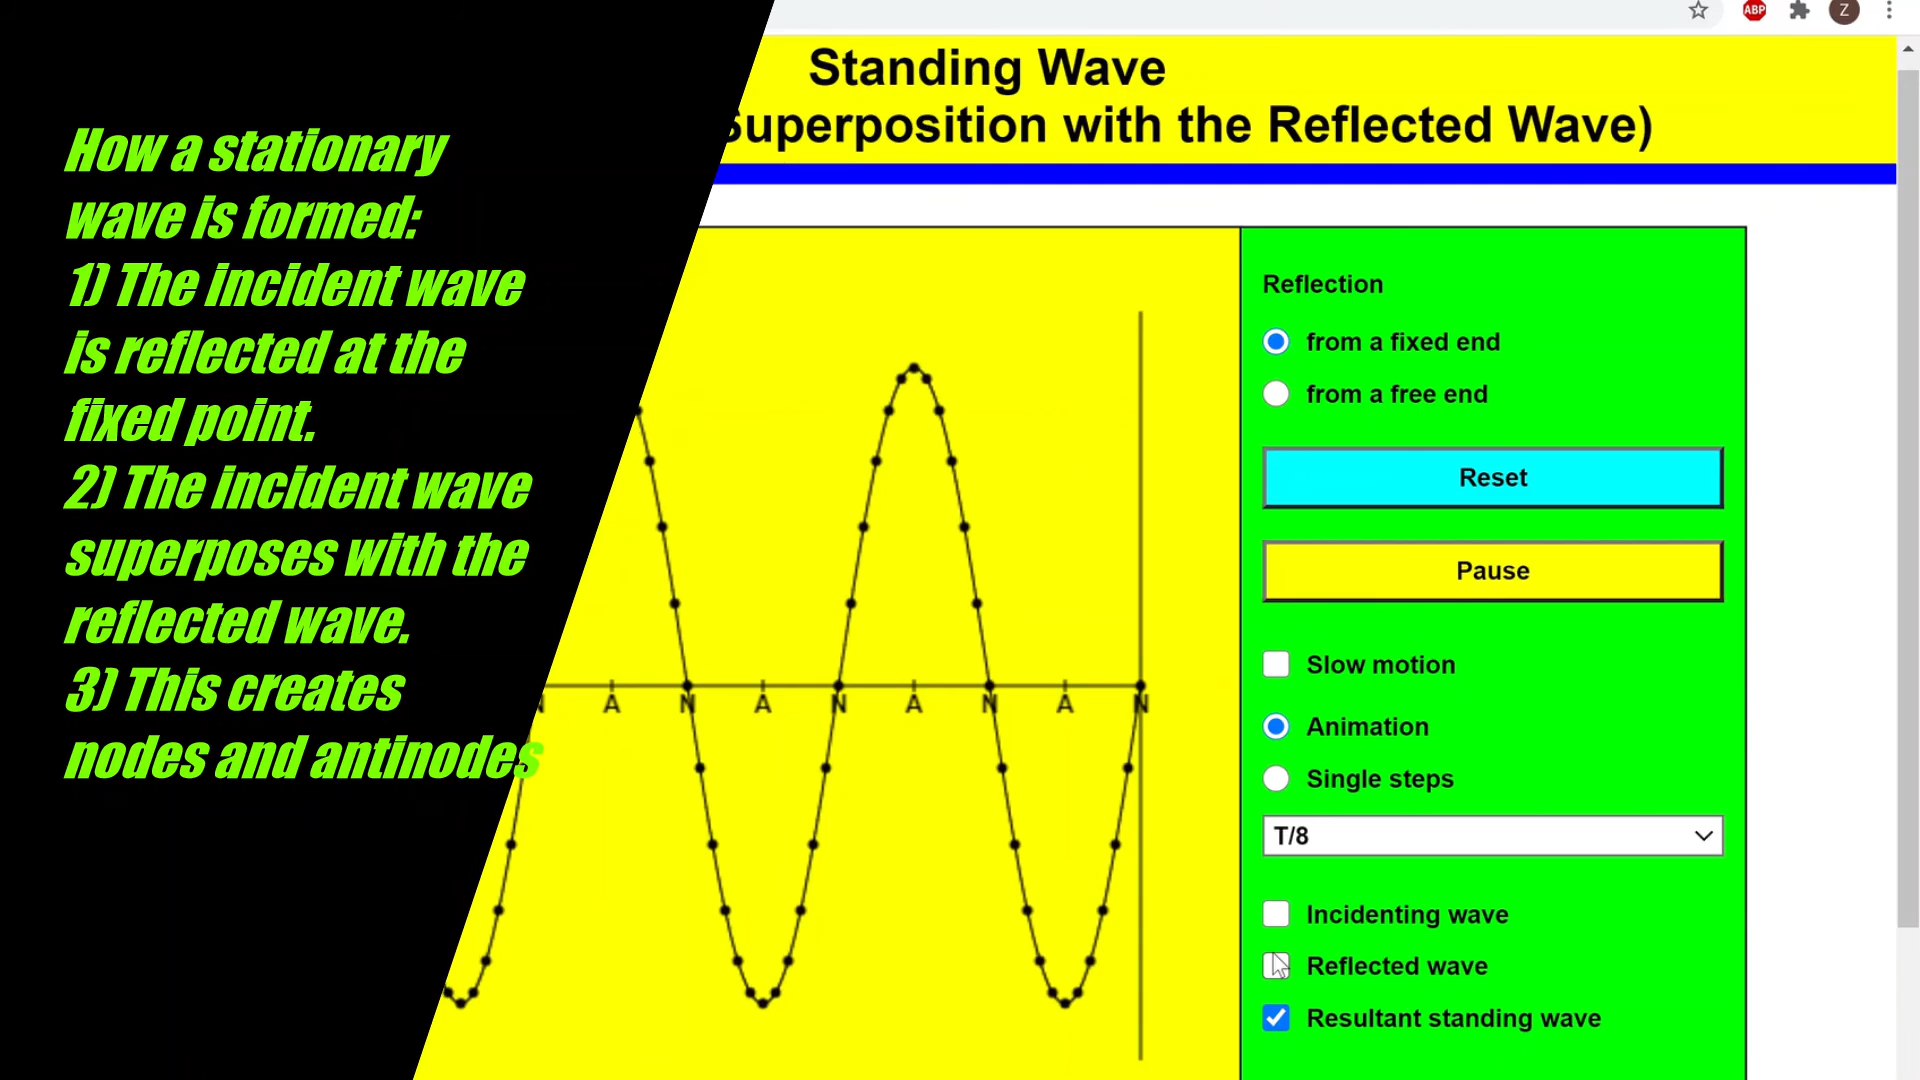 How a stationary
wave is formed:
1) The incident wave
is reflected at the
fixed point.
2) The incident wave
superposes with the
reflected wave.
3) This creates
nodes and antinodes
ABP
Z
Standing Wave
Superposition with the Reflected Wave)
N A N A N A N A N
Reflection
from a fixed end
from a free end
Reset
Pause
Slow motion
Animation
Single steps
T/8
Incidenting wave
Reflected wave
Resultant standing wave